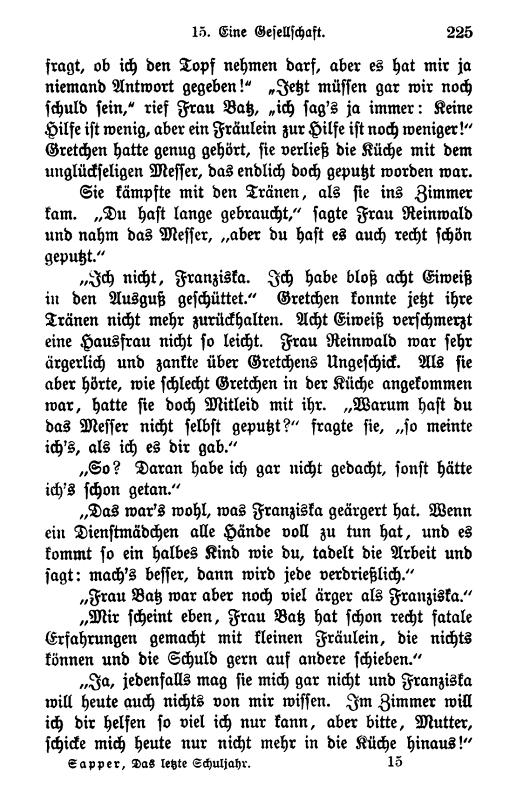 15. Eine Gesellschaft. 225
fragt, ob ich den Topf nehmen darf, aber es hat mir ja
niemand Antwort gegeben!“ „Jetzt müssen gar wir noch
schuld sein,“ rief Frau Batz, „ich sag's ja immer: Keine
Hilfe ist wenig, aber ein Fräulein zur Hilfe ist noch weniger!“
Gretchen hatte genug gehört, sie verließ die Küche mit dem
unglückseligen Messer, das endlich doch geputzt worden war.
Sie kämpfte mit den Tränen, als sie ins Zimmer
kam. „Du hast lange gebraucht,“ sagte Frau Reinwald
und nahm das Messer, „aber du hast es auch recht schön
geputzt.“
„Ich nicht, Franziska. Ich habe bloß acht Eiweiß
in den Ausguß geschüttet.“ Gretchen konnte jetzt ihre
Tränen nicht mehr zurückhalten. Acht Eiweiß verschmerzt
eine Hausfrau nicht so leicht. Frau Reinwald war sehr
ärgerlich und zankte über Gretchens Ungeschick. Als sie
aber hörte, wie schlecht Gretchen in der Küche angekommen
war, hatte sie doch Mitleid mit ihr. „Warum hast du
das Messer nicht selbst geputzt?“ fragte sie, „so meinte
ich's, als ich es dir gab.“
„So? Daran habe ich gar nicht gedacht, sonst hätte
ich's schon getan.“
„Das war's wohl, was Franziska geärgert hat. Wenn
ein Dienstmädchen alle Hände voll zu tun hat, und es
kommt so ein halbes Kind wie du, tadelt die Arbeit und
sagt: mach's besser, dann wird jede verdrießlich.“
„Frau Batz war aber noch viel ärger als Franziska.“
„Mir scheint eben, Frau Batz hat schon recht fatale
Erfahrungen gemacht mit kleinen Fräulein, die nichts
können und die Schuld gern auf andere schieben.“
„Ja, jedenfalls mag sie mich gar nicht und Franziska
will heute auch nichts von mir wissen. Im Zimmer will
ich dir helfen so viel ich nur kann, aber bitte, Mutter,
schicke mich heute nur nicht mehr in die Küche hinaus!“
Sapper, Das letzte Schuljahr. 15